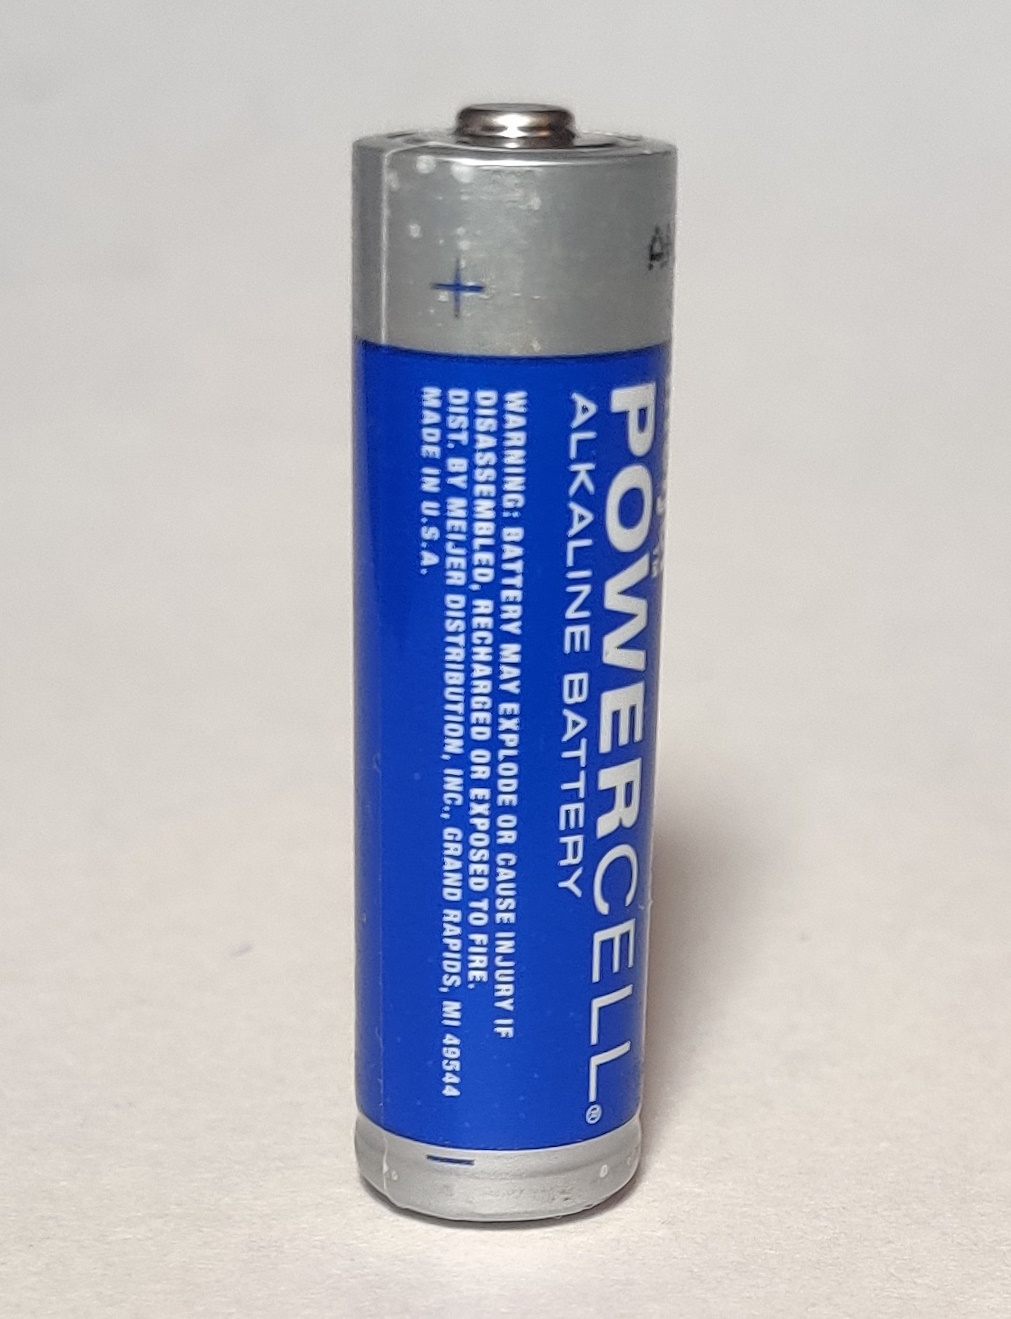 +
POWERCELL®
ALKALINE BATTERY
WARNING: BATTERY MAY EXPLODE OR CAUSE INJURY IF
DISASSEMBLED, RECHARGED OR EXPOSED TO FIRE.
DIST. BY MEIJER DISTRIBUTION, INC., GRAND RAPIDS, MI 49544
MADE IN U.S.A.
−